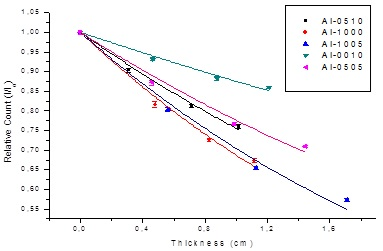 1,05
1,00
0,95
0,90
0,85
0,80
0,75
0,70
0,65
0,60
0,55
Relative Count (I/I₀)
0,0
0,4
0,8
1,2
1,6
Thickness (cm)
Al-0510
Al-1000
Al-1005
Al-0010
Al-0505